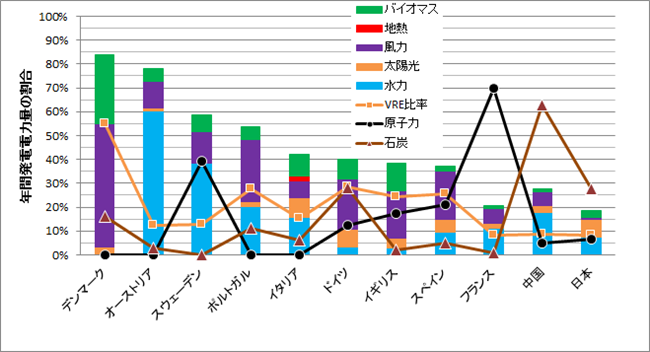 年間発電電力量の割合
100%
90%
80%
70%
60%
50%
40%
30%
20%
10%
0%
バイオマス
地熱
風力
太陽光
水力
VRE比率
原子力
石炭
デンマーク
オーストリア
スウェーデン
ポルトガル
イタリア
ドイツ
イギリス
スペイン
フランス
中国
日本